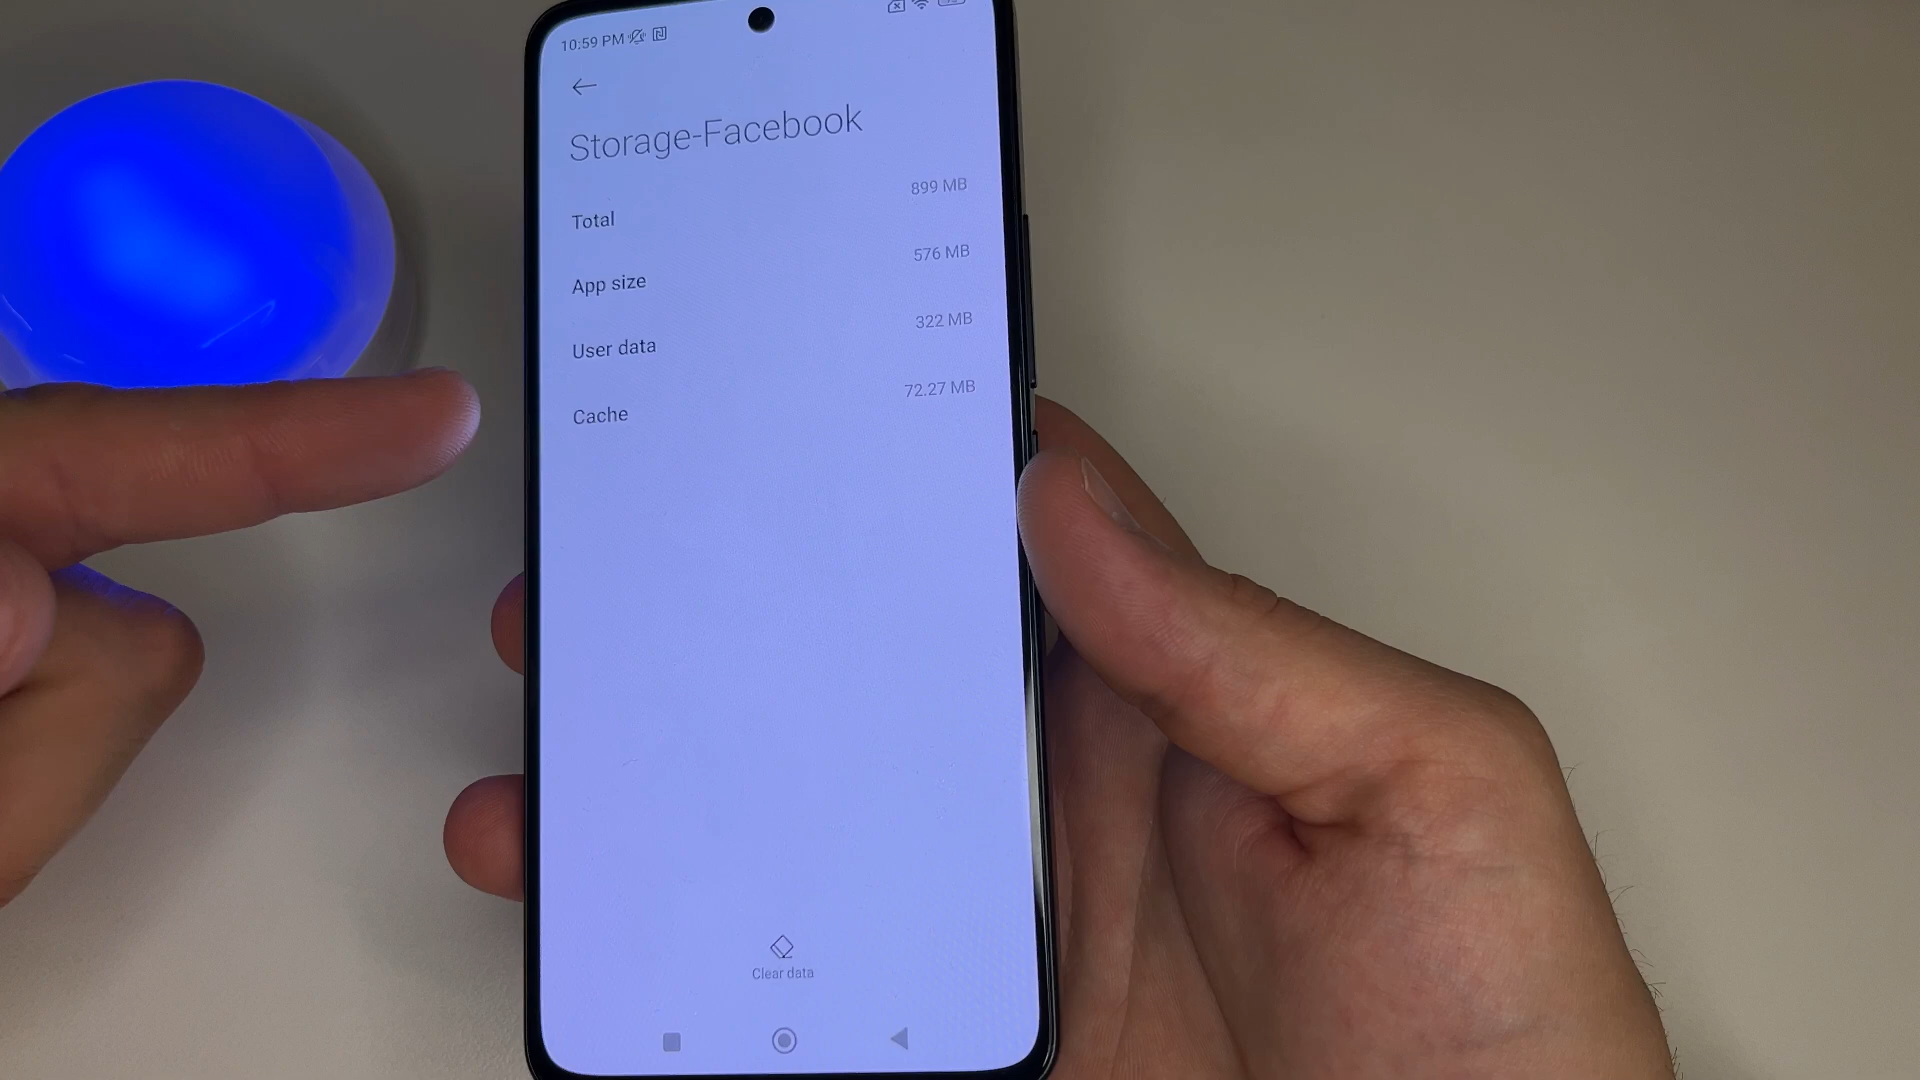 10:59 PM
Storage-Facebook
899 MB
Total
576 MB
App size
322 MB
User data
72.27 MB
Cache
Clear data